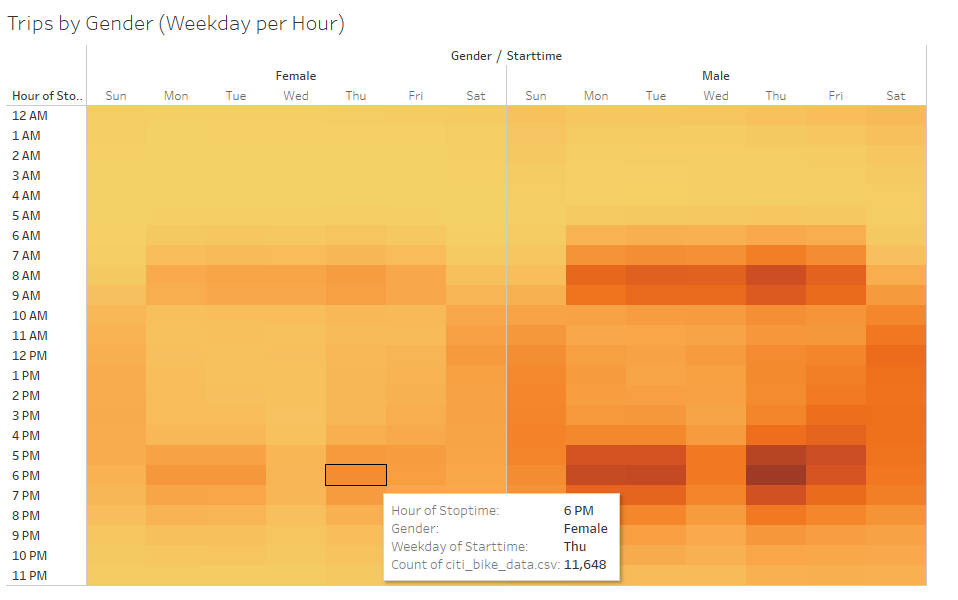 Trips by Gender (Weekday per Hour)
Gender / Starttime
Female Male
Hour of Sto.. Sun Mon Tue Wed Thu Fri Sat Sun Mon Tue Wed Thu Fri Sat
12 AM
1 AM
2 AM
3 AM
4 AM
5 AM
6 AM
7 AM
8 AM
9 AM
10 AM
11 AM
12 PM
1 PM
2 PM
3 PM
4 PM
5 PM
6 PM
7 PM
8 PM
9 PM
10 PM
11 PM
Hour of Stoptime: 6 PM
Gender: Female
Weekday of Starttime: Thu
Count of citi_bike_data.csv: 11,648